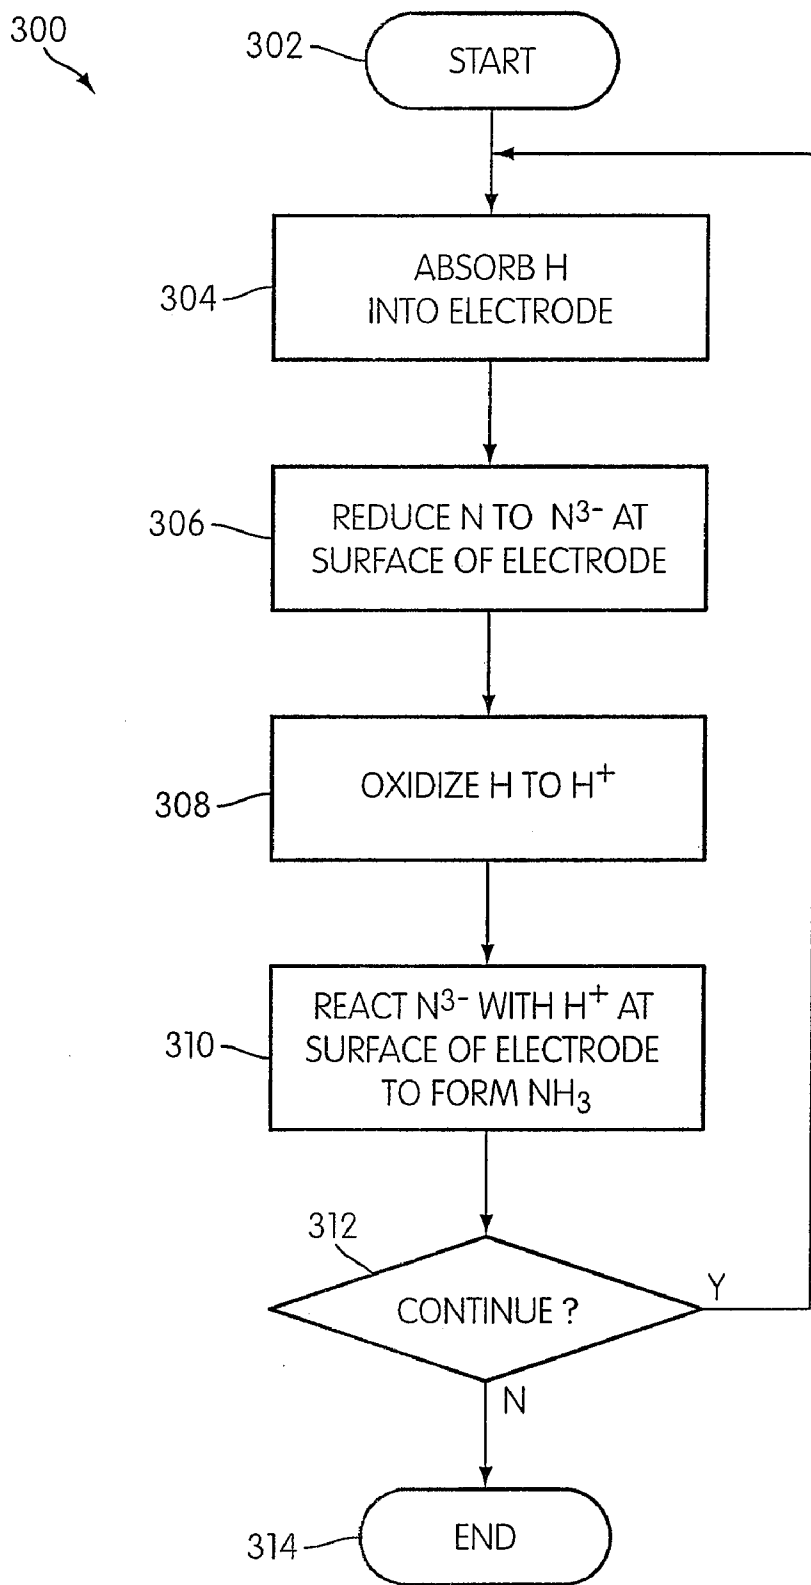 300
302
START
304
ABSORB H
INTO ELECTRODE
306
REDUCE N TO N³⁻ AT
SURFACE OF ELECTRODE
308
OXIDIZE H TO H⁺
310
REACT N³⁻ WITH H⁺ AT
SURFACE OF ELECTRODE
TO FORM NH₃
312
CONTINUE ?
Y
N
314
END